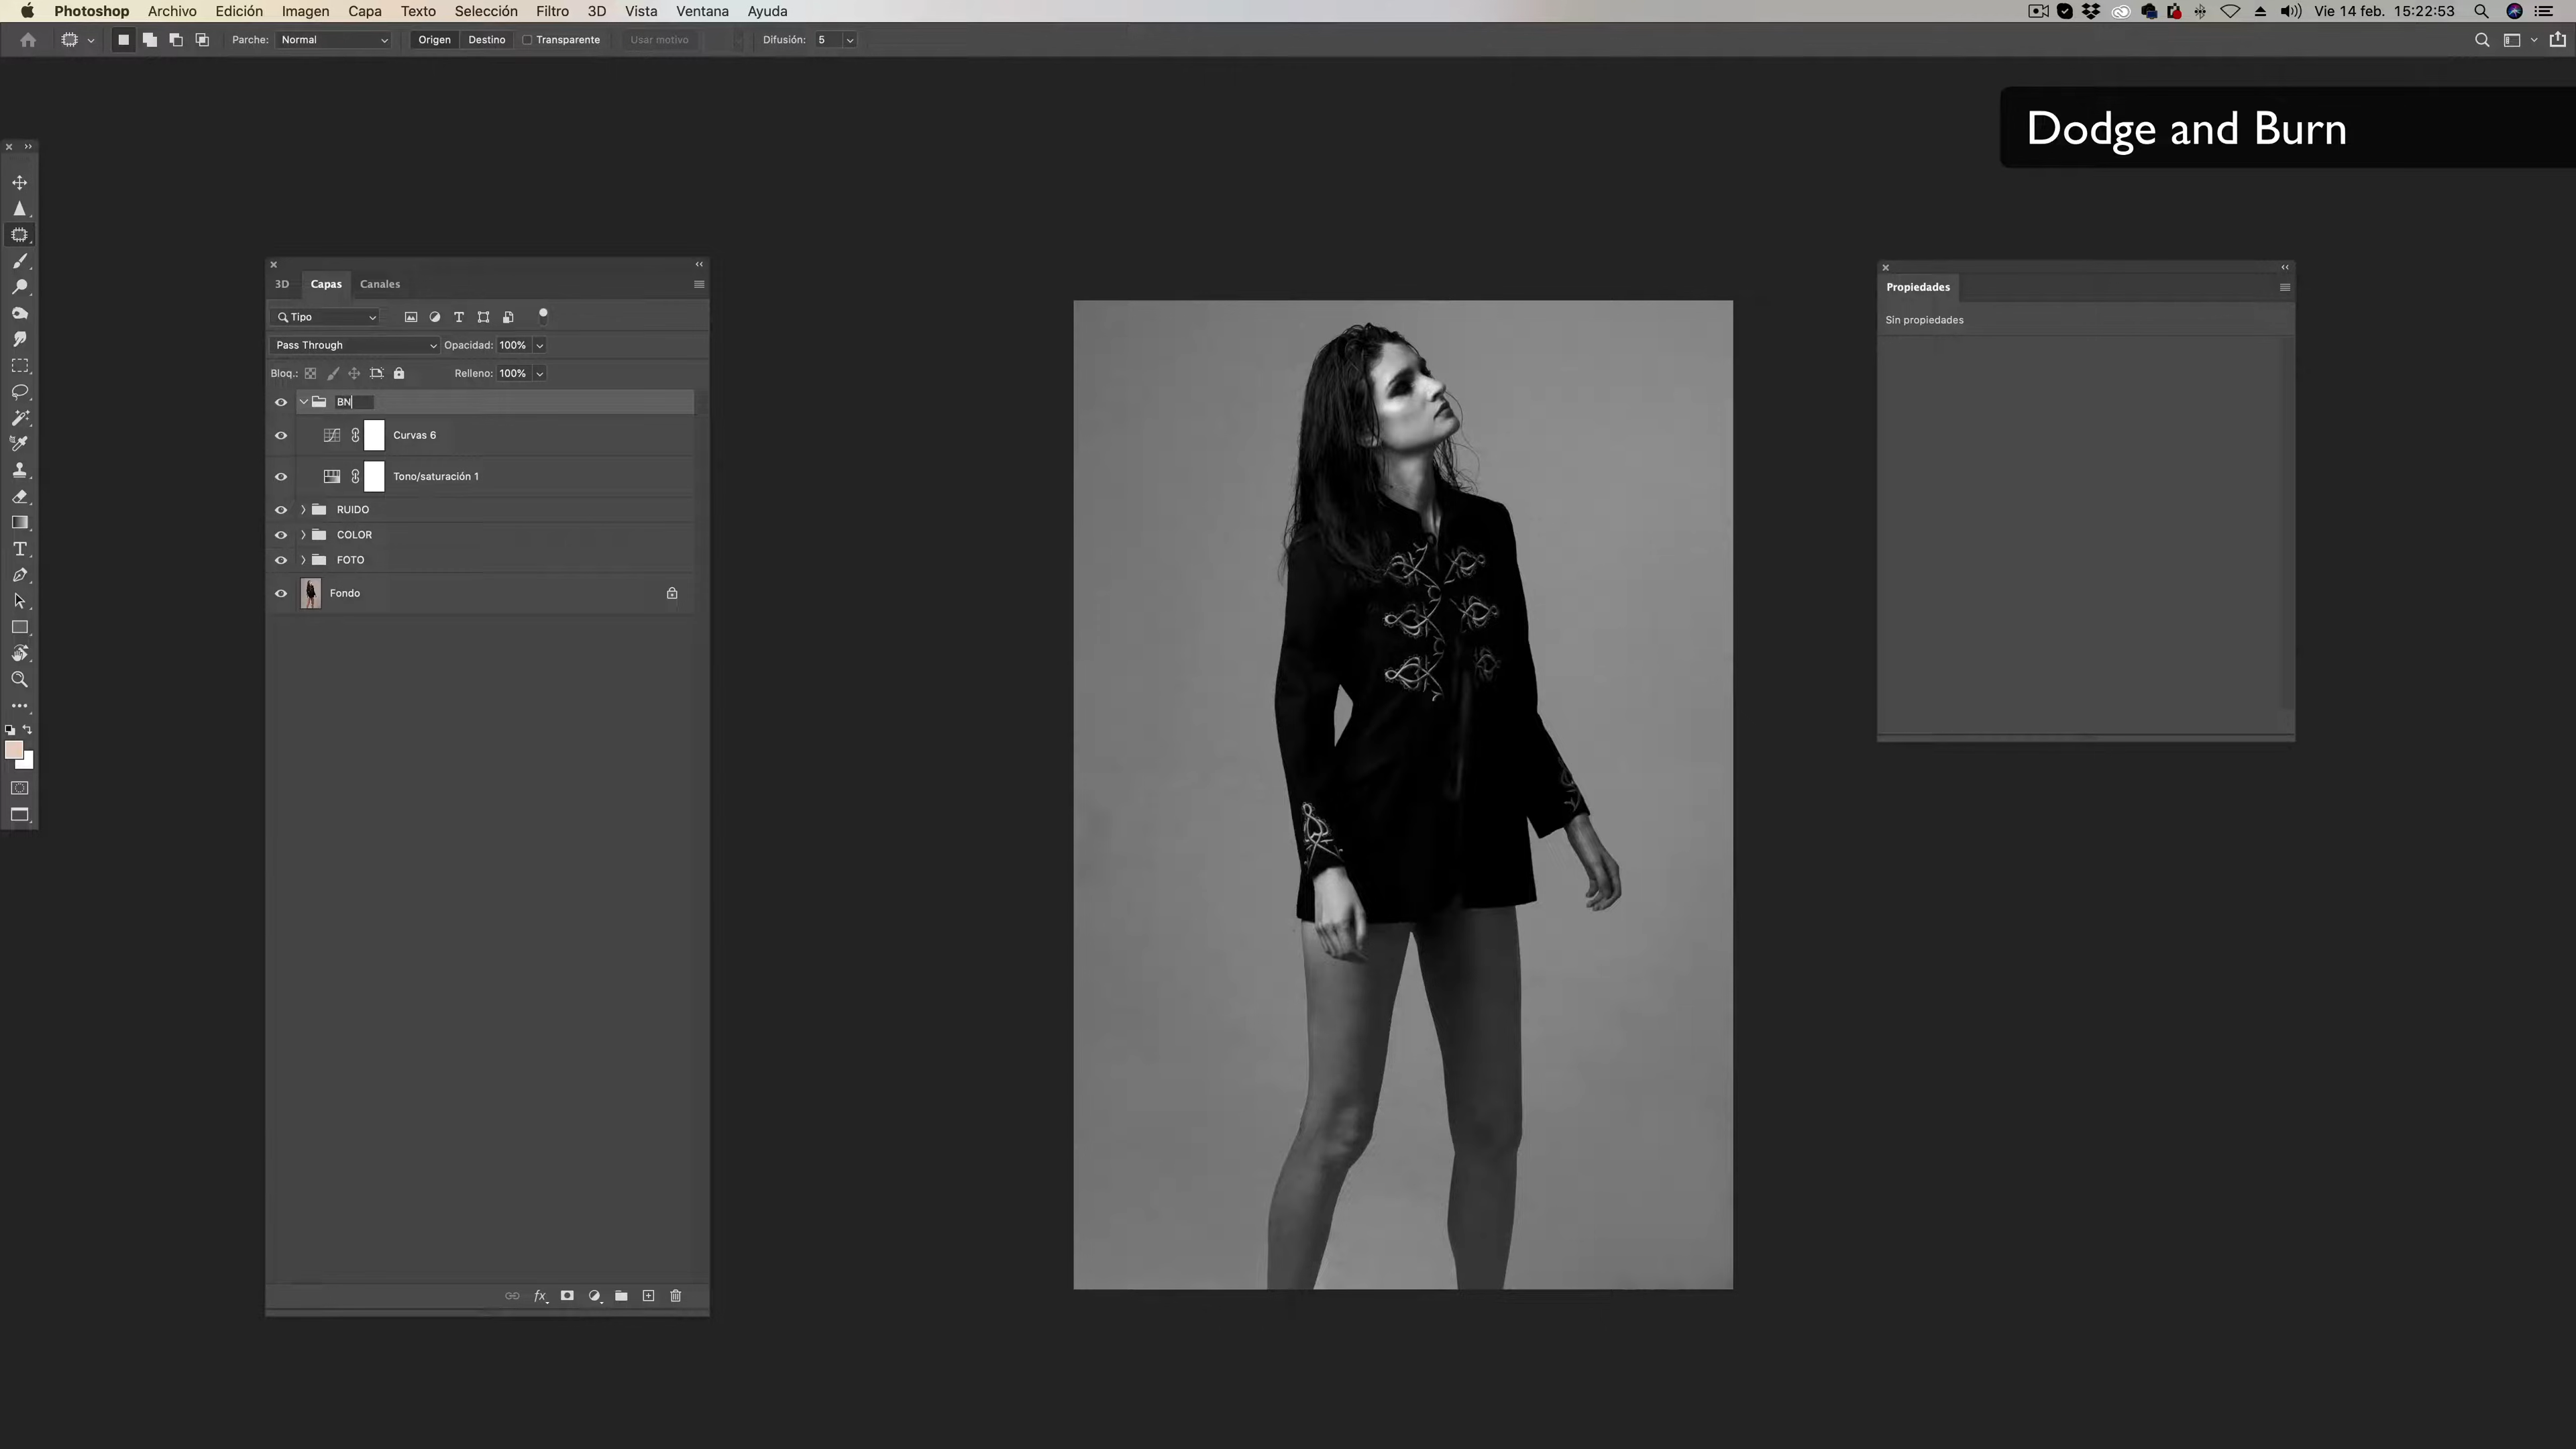 Photoshop Archivo Edición Imagen Capa Texto Selección Filtro 3D Vista Ventana Ayuda Vie 14 feb. 15:22:53
Parche: Normal Origen Destino Transparente Usar motivo Difusión: 5
Dodge and Burn
3D Capas Canales
Tipo
Pass Through Opacidad: 100%
Bloq.: Relleno: 100%
BN
Curvas 6
Tono/saturación 1
RUIDO
COLOR
FOTO
Fondo
fx
Propiedades
Sin propiedades